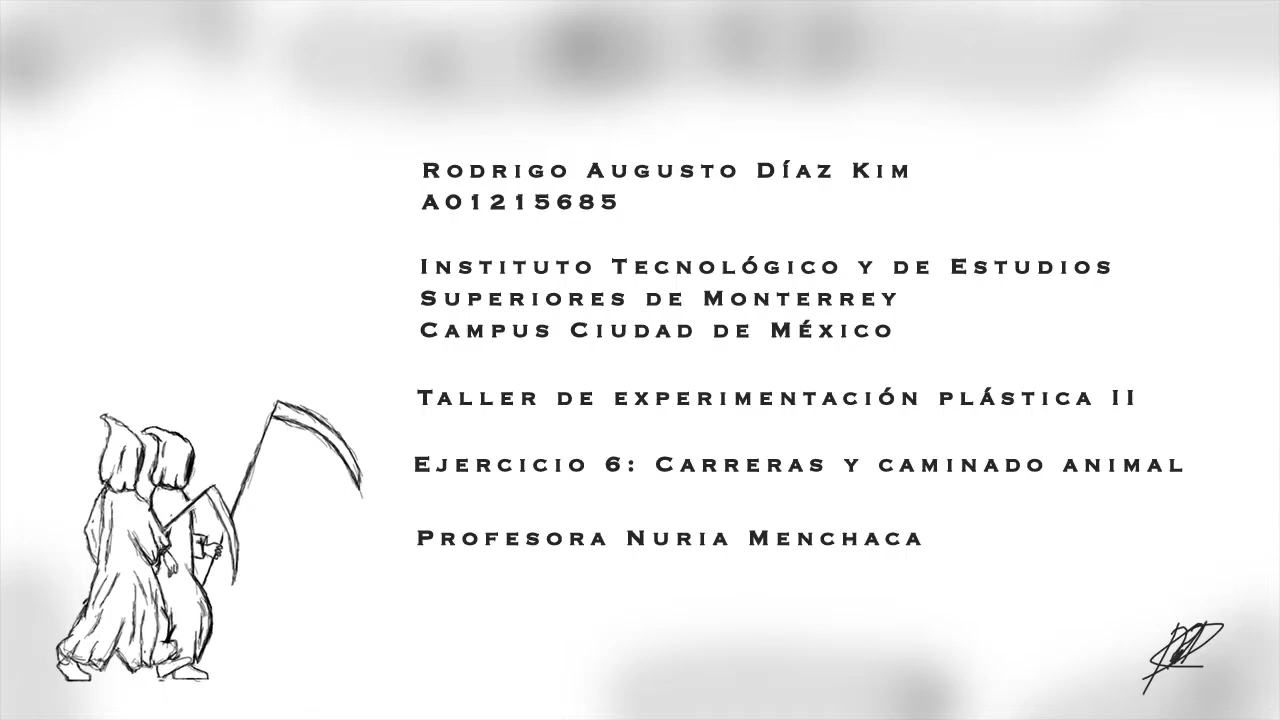 Rodrigo Augusto Díaz Kim
A01215685
Instituto Tecnológico y de Estudios
Superiores de Monterrey
Campus Ciudad de México
Taller de experimentación plástica II
Ejercicio 6: Carreras y caminado animal
Profesora Nuria Menchaca